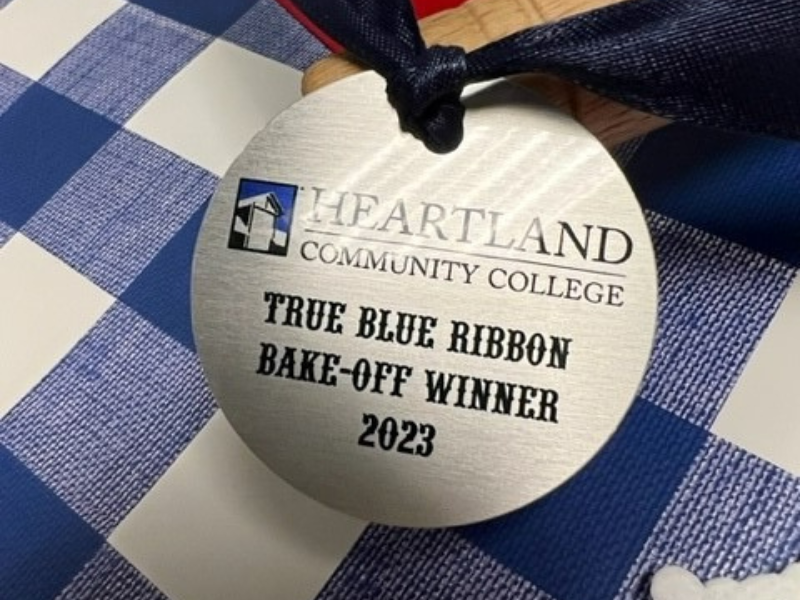 HEARTLAND
COMMUNITY COLLEGE
TRUE BLUE RIBBON
BAKE-OFF WINNER
2023